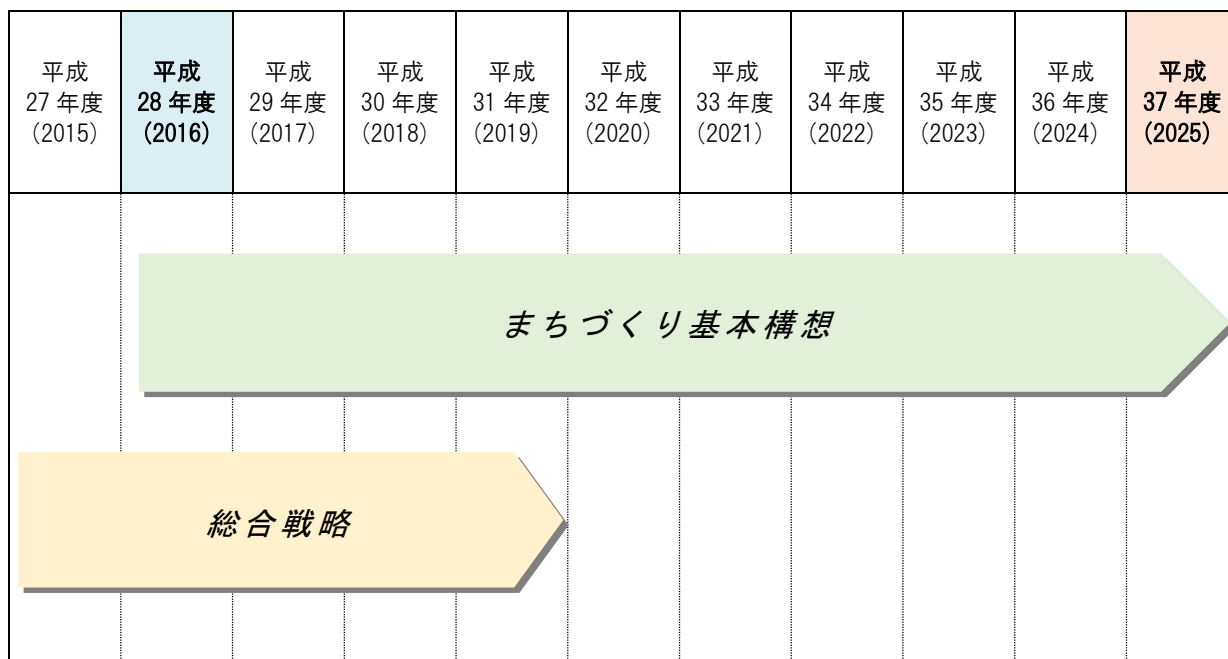 平成
27 年度
(2015)
平成
28 年度
(2016)
平成
29 年度
(2017)
平成
30 年度
(2018)
平成
31 年度
(2019)
平成
32 年度
(2020)
平成
33 年度
(2021)
平成
34 年度
(2022)
平成
35 年度
(2023)
平成
36 年度
(2024)
平成
37 年度
(2025)
まちづくり基本構想
総合戦略